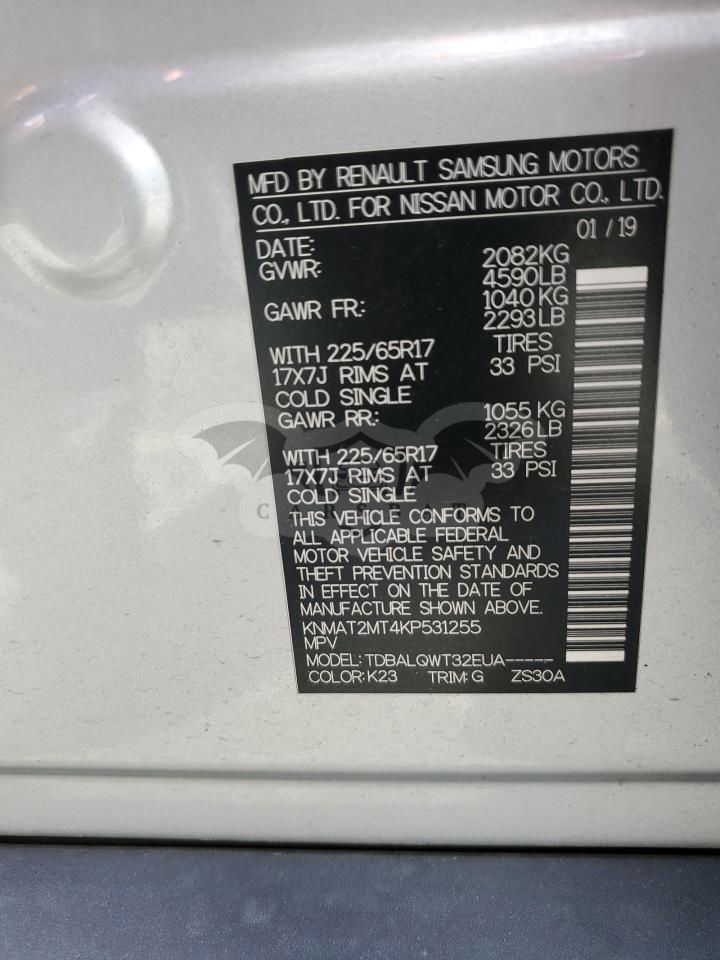 MFD BY RENAULT SAMSUNG MOTORS
CO., LTD. FOR NISSAN MOTOR CO., LTD.
DATE: 01/19
GVWR: 2082KG
4590LB
GAWR FR.: 1040KG
2293LB
WITH 225/65R17 TIRES
17X7J RIMS AT 33 PSI
COLD SINGLE
GAWR RR.: 1055 KG
2326LB
WITH 225/65R17 TIRES
17X7J RIMS AT 33 PSI
COLD SINGLE
THIS VEHICLE CONFORMS TO
ALL APPLICABLE FEDERAL
MOTOR VEHICLE SAFETY AND
THEFT PREVENTION STANDARDS
IN EFFECT ON THE DATE OF
MANUFACTURE SHOWN ABOVE.
KNMAT2MT4KP531255
MPV
MODEL: TDBALQWT32EUA-----
COLOR: K23 TRIM: G ZS30A